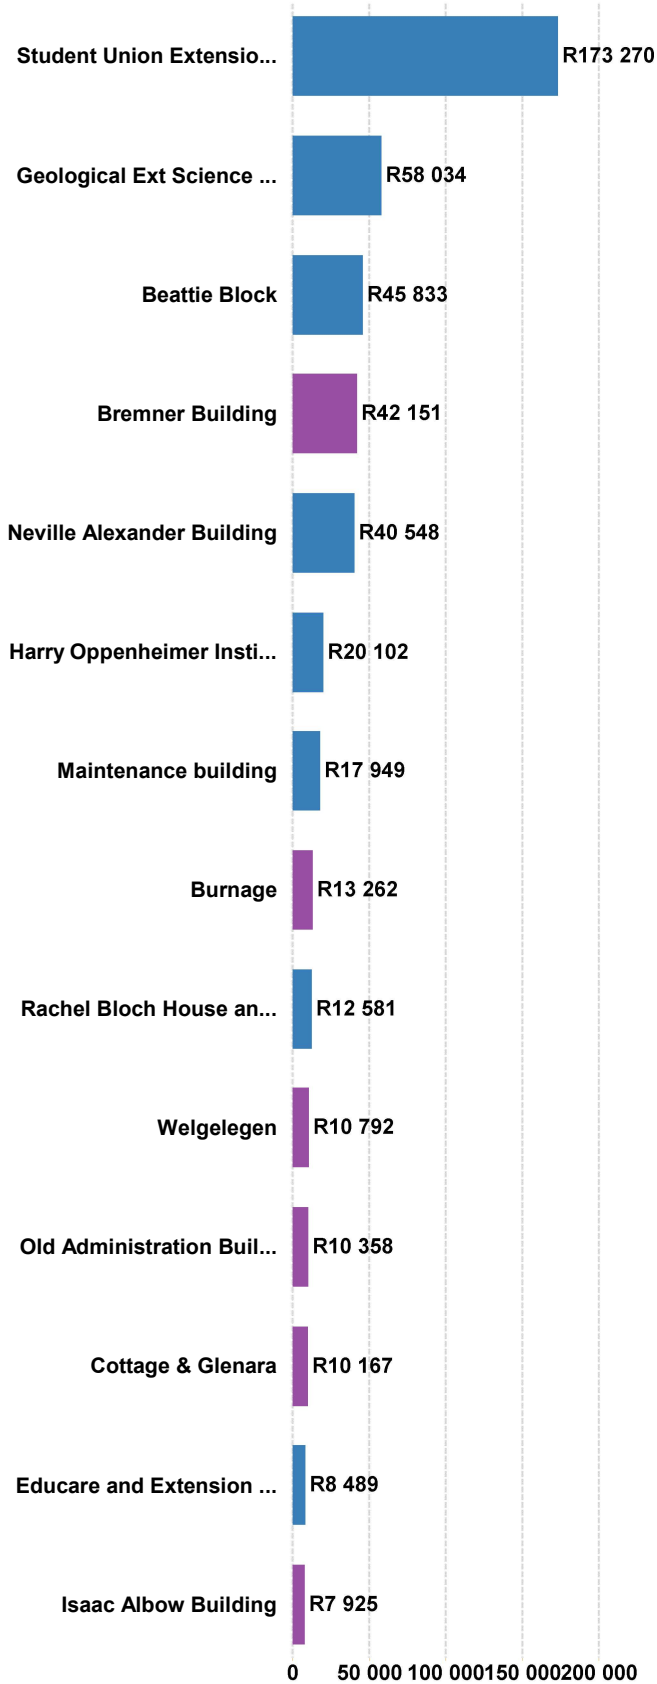 Student Union Extensio... R173 270
Geological Ext Science ... R58 034
Beattie Block R45 833
Bremner Building R42 151
Neville Alexander Building R40 548
Harry Oppenheimer Insti... R20 102
Maintenance building R17 949
Burnage R13 262
Rachel Bloch House an... R12 581
Welgelegen R10 792
Old Administration Buil... R10 358
Cottage & Glenara R10 167
Educare and Extension ... R8 489
Isaac Albow Building R7 925
0 50 000 100 000 150 000 200 000